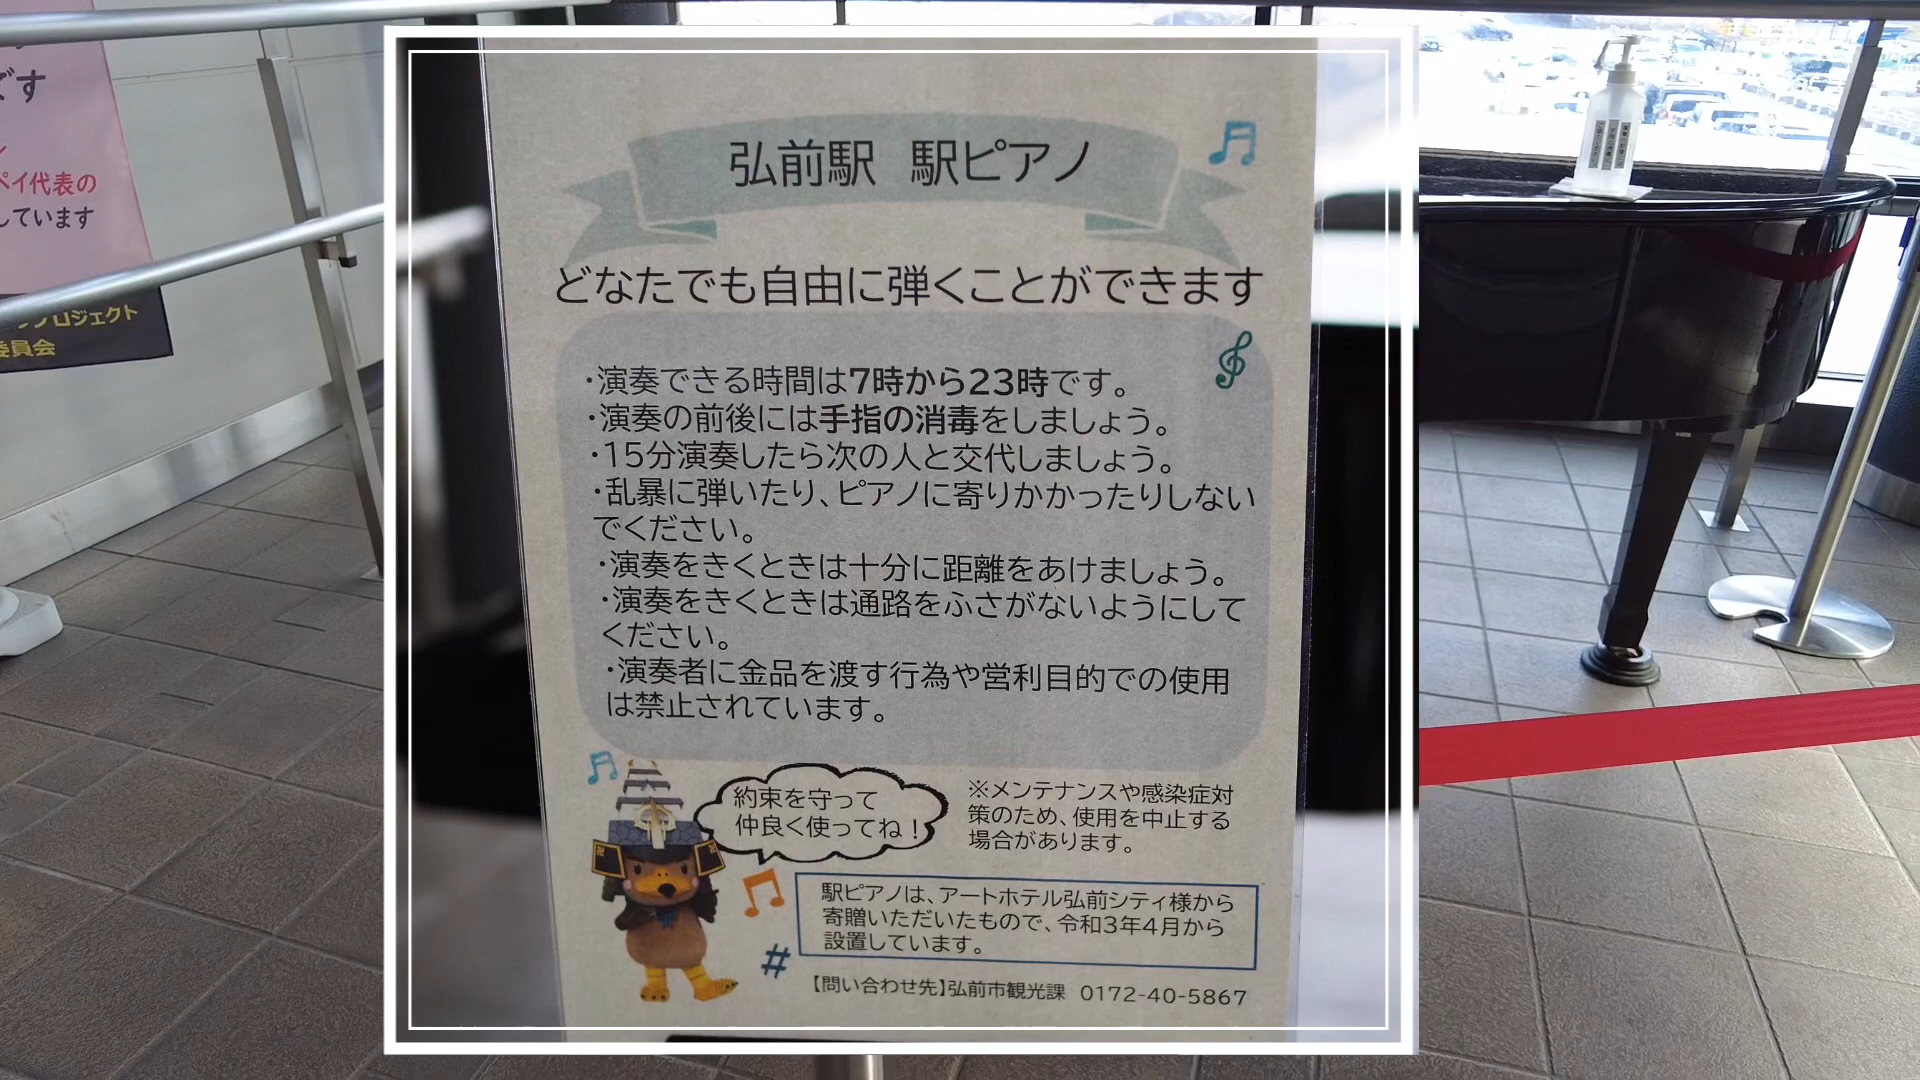 です
ペイ代表の
しています
プロジェクト
委員会
弘前駅 駅ピアノ
どなたでも自由に弾くことができます
・演奏できる時間は7時から23時です。
・演奏の前後には手指の消毒をしましょう。
・15分演奏したら次の人と交代しましょう。
・乱暴に弾いたり、ピアノに寄りかかったりしない
でください。
・演奏をきくときは十分に距離をあけましょう。
・演奏をきくときは通路をふさがないようにして
ください。
・演奏者に金品を渡す行為や営利目的での使用
は禁止されています。
約束を守って
仲良く使ってね!
※メンテナンスや感染症対
策のため、使用を中止する
場合があります。
駅ピアノは、アートホテル弘前シティ様から
寄贈いただいたもので、令和3年4月から
設置しています。
【問い合わせ先】弘前市観光課 0172-40-5867